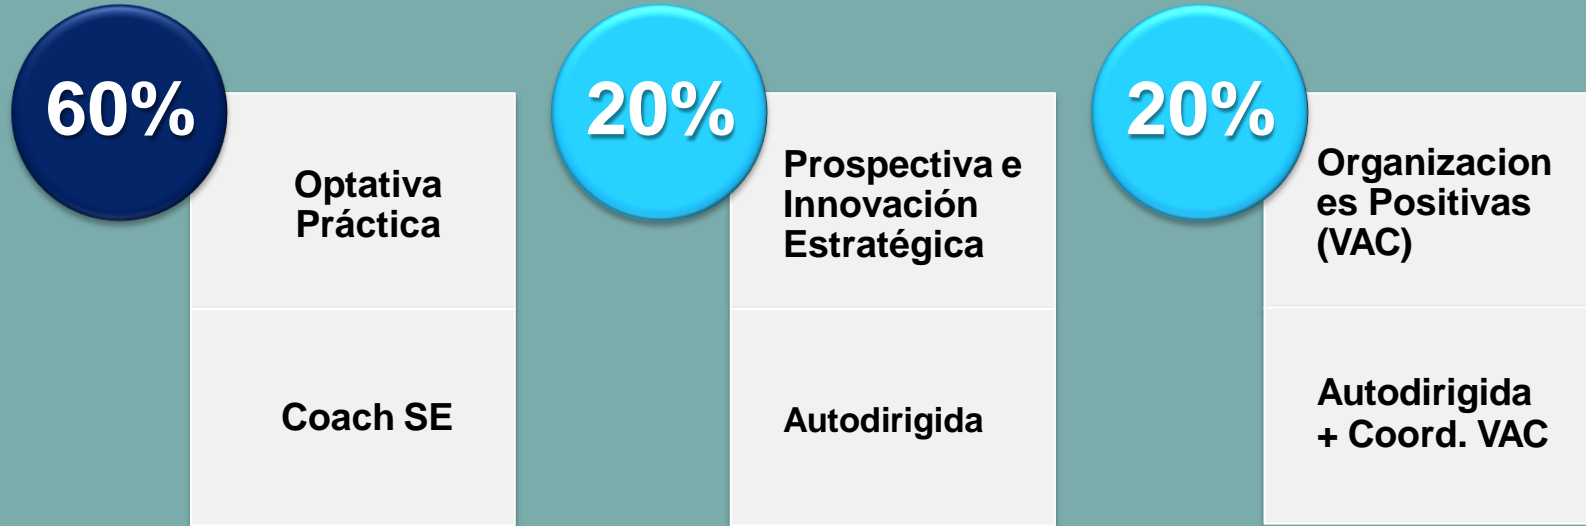 60%
Optativa
Práctica
Coach SE
20%
Prospectiva e
Innovación
Estratégica
Autodirigida
20%
Organizacion
es Positivas
(VAC)
Autodirigida
+ Coord. VAC